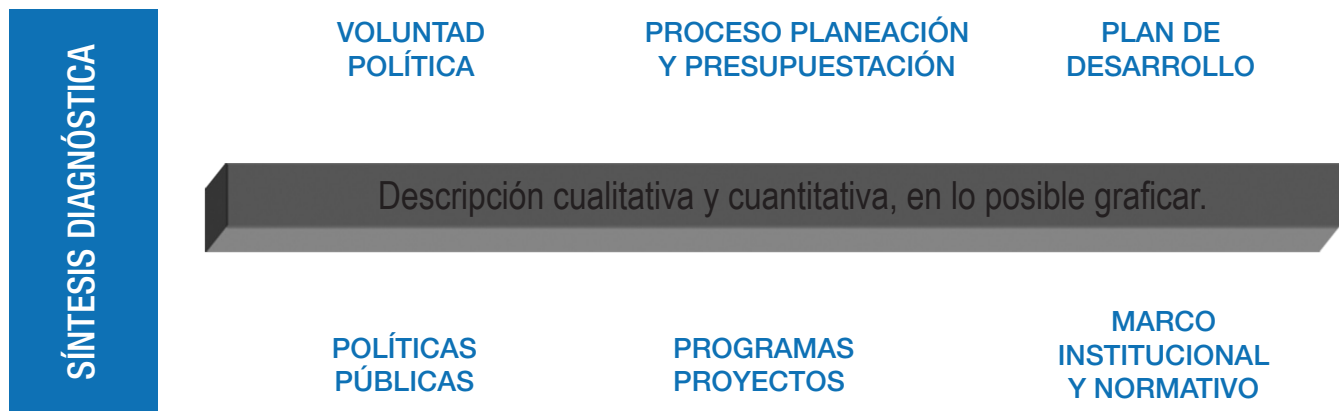 SÍNTESIS DIAGNÓSTICA
VOLUNTAD
POLÍTICA
PROCESO PLANEACIÓN
Y PRESUPUESTACIÓN
PLAN DE
DESARROLLO
Descripción cualitativa y cuantitativa, en lo posible graficar.
POLÍTICAS
PÚBLICAS
PROGRAMAS
PROYECTOS
MARCO
INSTITUCIONAL
Y NORMATIVO